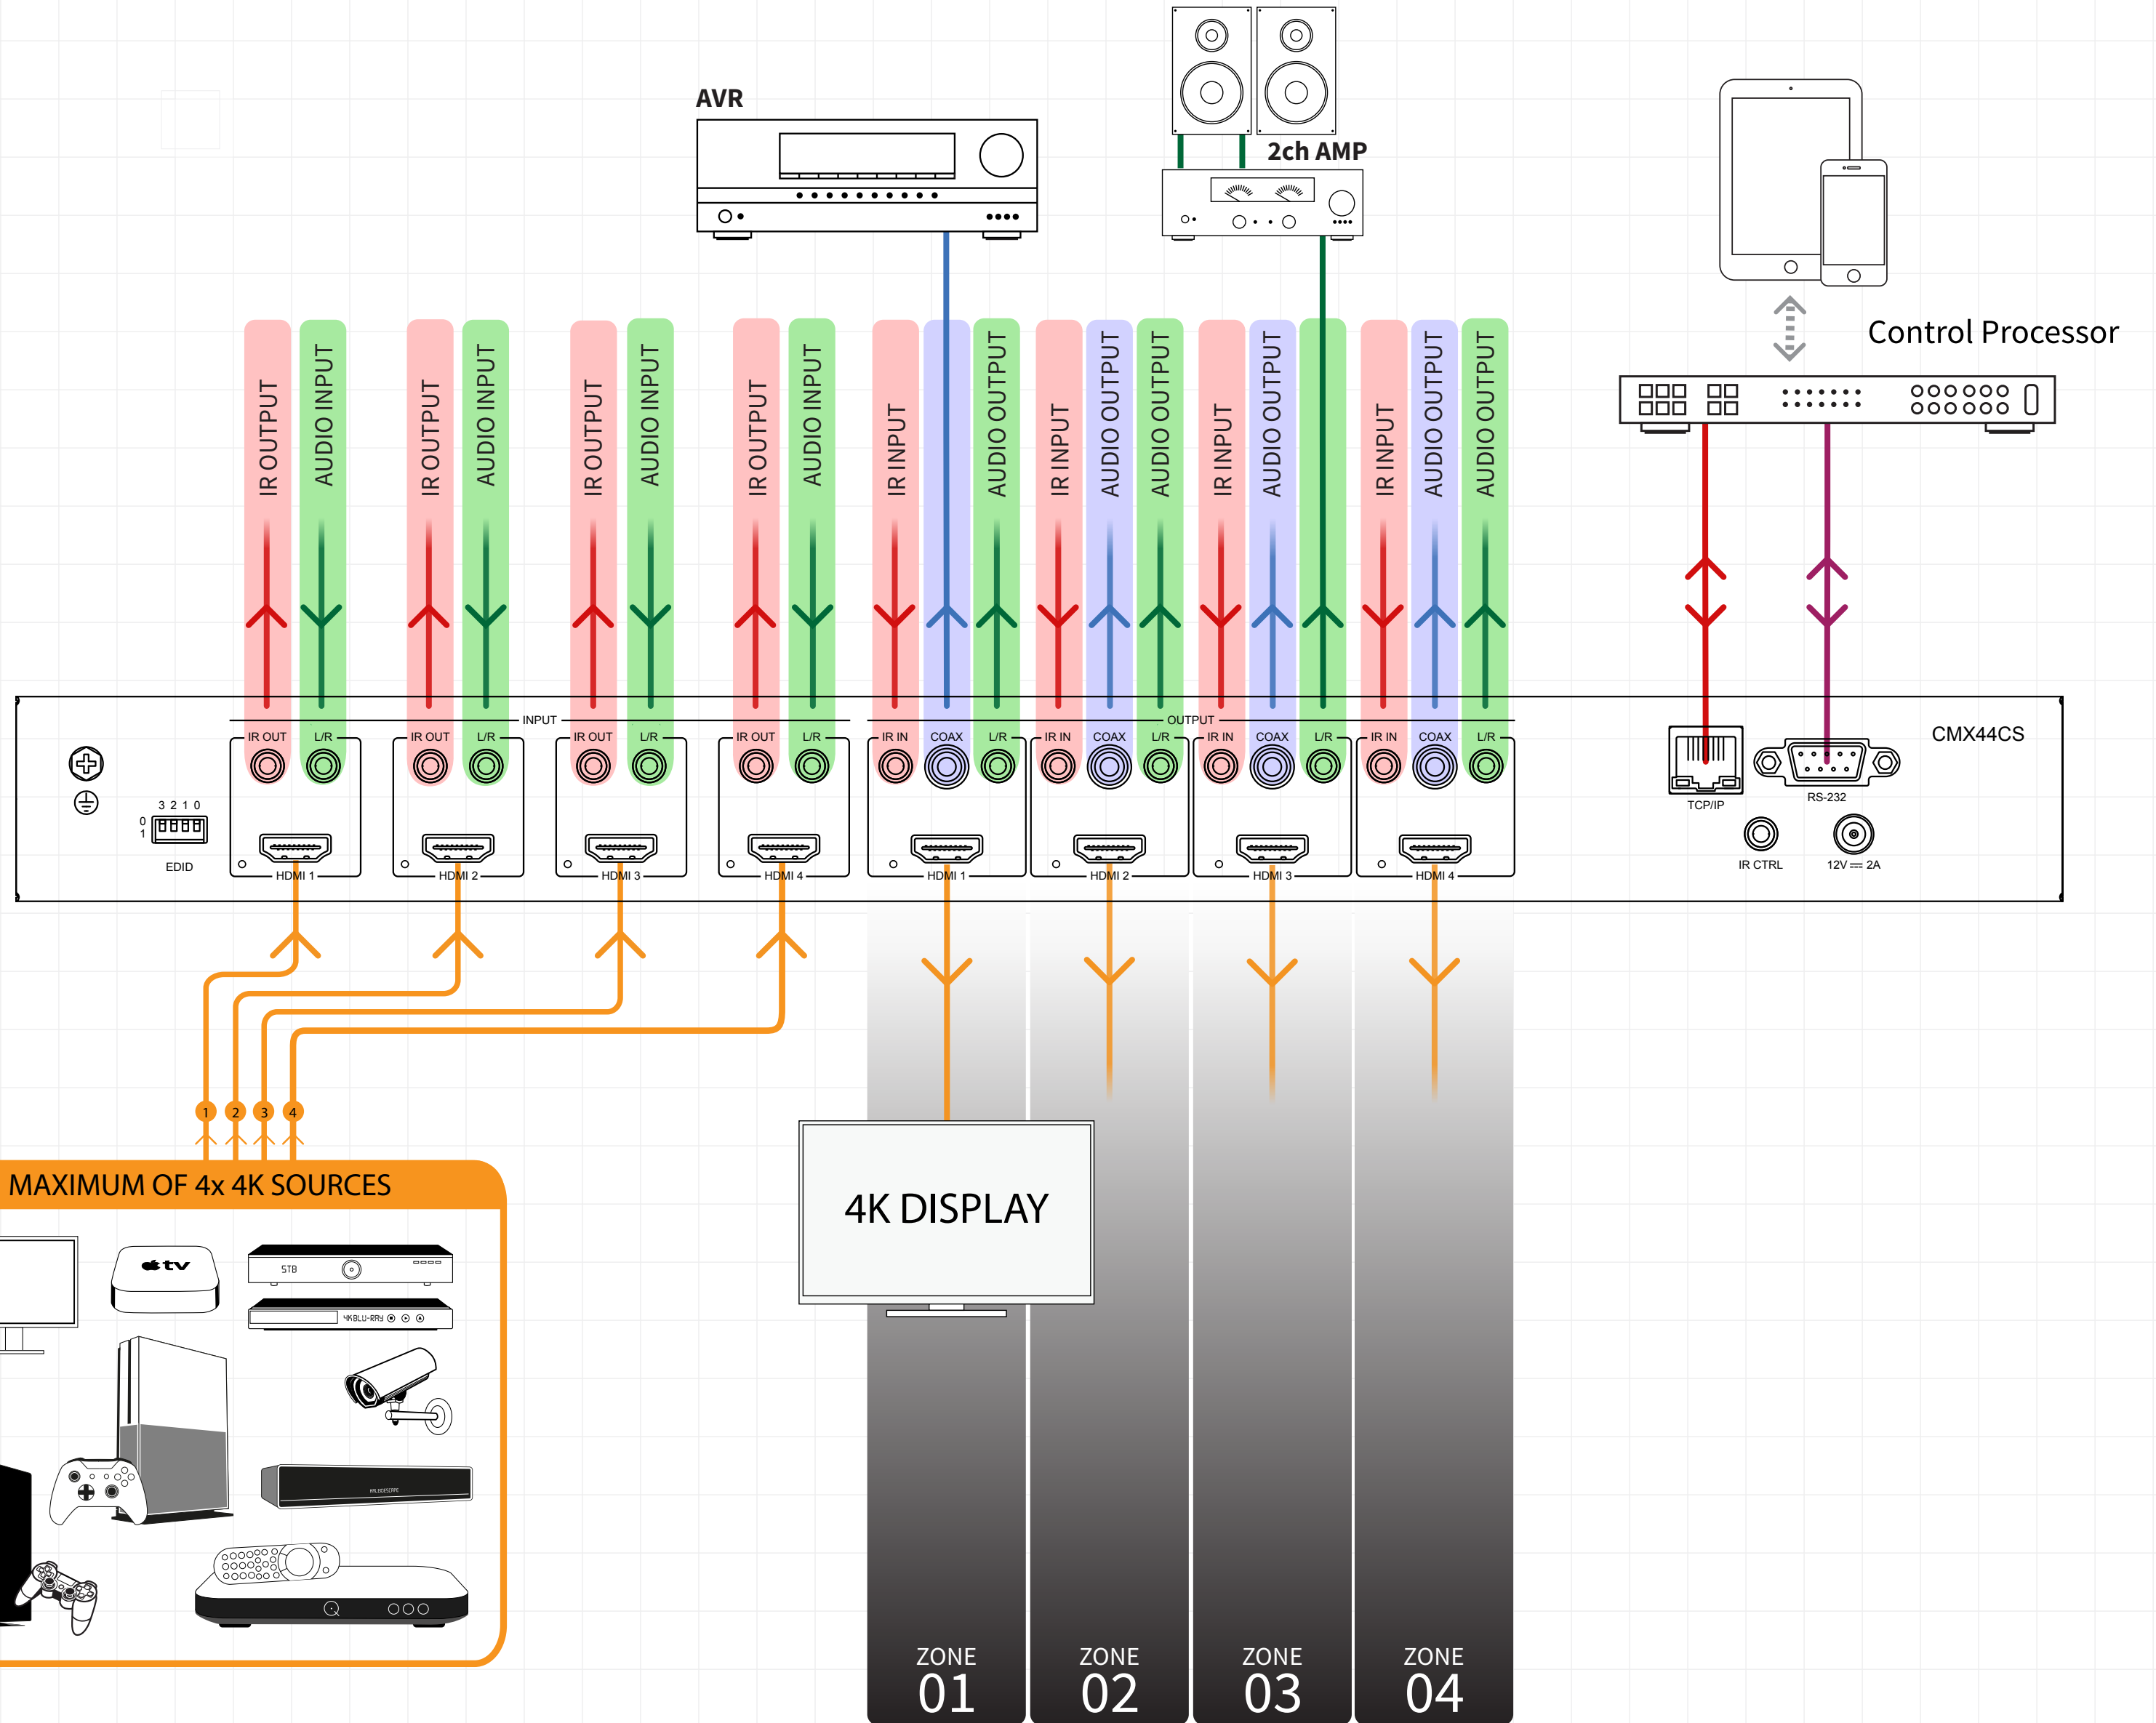 AVR
2ch AMP
Control Processor
IR OUTPUT
AUDIO INPUT
IR OUTPUT
AUDIO INPUT
IR OUTPUT
AUDIO INPUT
IR OUTPUT
AUDIO INPUT
IR INPUT
AUDIO OUTPUT
IR INPUT
AUDIO OUTPUT
AUDIO OUTPUT
IR INPUT
AUDIO OUTPUT
IR INPUT
AUDIO OUTPUT
AUDIO OUTPUT
INPUT
OUTPUT
CMX44CS
IR OUT
L/R
IR OUT
L/R
IR OUT
L/R
IR OUT
L/R
IR IN
COAX
L/R
IR IN
COAX
L/R
IR IN
COAX
L/R
IR IN
COAX
L/R
3 2 1 0
0
1
EDID
HDMI 1
HDMI 2
HDMI 3
HDMI 4
HDMI 1
HDMI 2
HDMI 3
HDMI 4
TCP/IP
RS-232
IR CTRL
12V ⎓ 2A
1
2
3
4
MAXIMUM OF 4x 4K SOURCES
4K DISPLAY
tv
STB
4K BLU-RAY
KALEIDESCAPE
Q
ZONE
01
ZONE
02
ZONE
03
ZONE
04